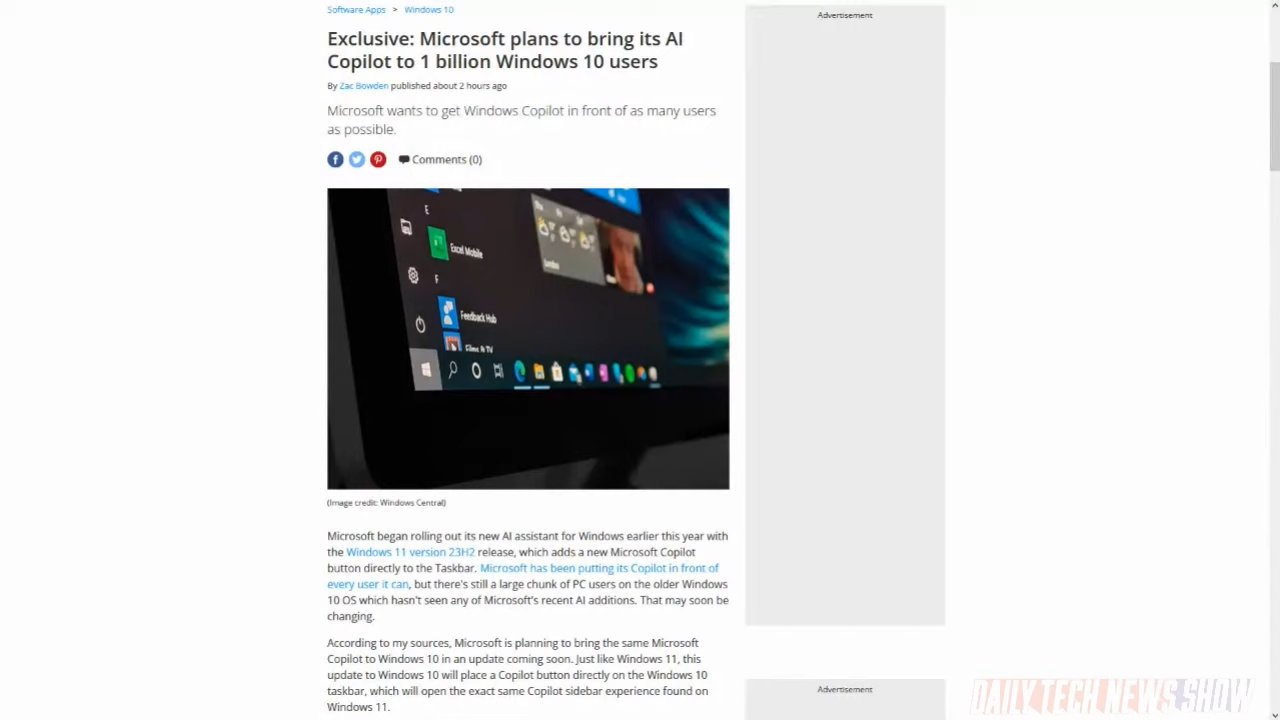 Software Apps > Windows 10
Advertisement
Exclusive: Microsoft plans to bring its AI
Copilot to 1 billion Windows 10 users
By Zac Bowden published about 2 hours ago
Microsoft wants to get Windows Copilot in front of as many users
as possible.
Comments (0)
E
Excel Mobile
F
Feedback Hub
Films & TV
(Image credit: Windows Central)
Microsoft began rolling out its new AI assistant for Windows earlier this year with
the Windows 11 version 23H2 release, which adds a new Microsoft Copilot
button directly to the Taskbar. Microsoft has been putting its Copilot in front of
every user it can, but there's still a large chunk of PC users on the older Windows
10 OS which hasn't seen any of Microsoft's recent AI additions. That may soon be
changing.
According to my sources, Microsoft is planning to bring the same Microsoft
Copilot to Windows 10 in an update coming soon. Just like Windows 11, this
update to Windows 10 will place a Copilot button directly on the Windows 10
taskbar, which will open the exact same Copilot sidebar experience found on
Windows 11.
Advertisement
DAILY TECH NEWS SHOW